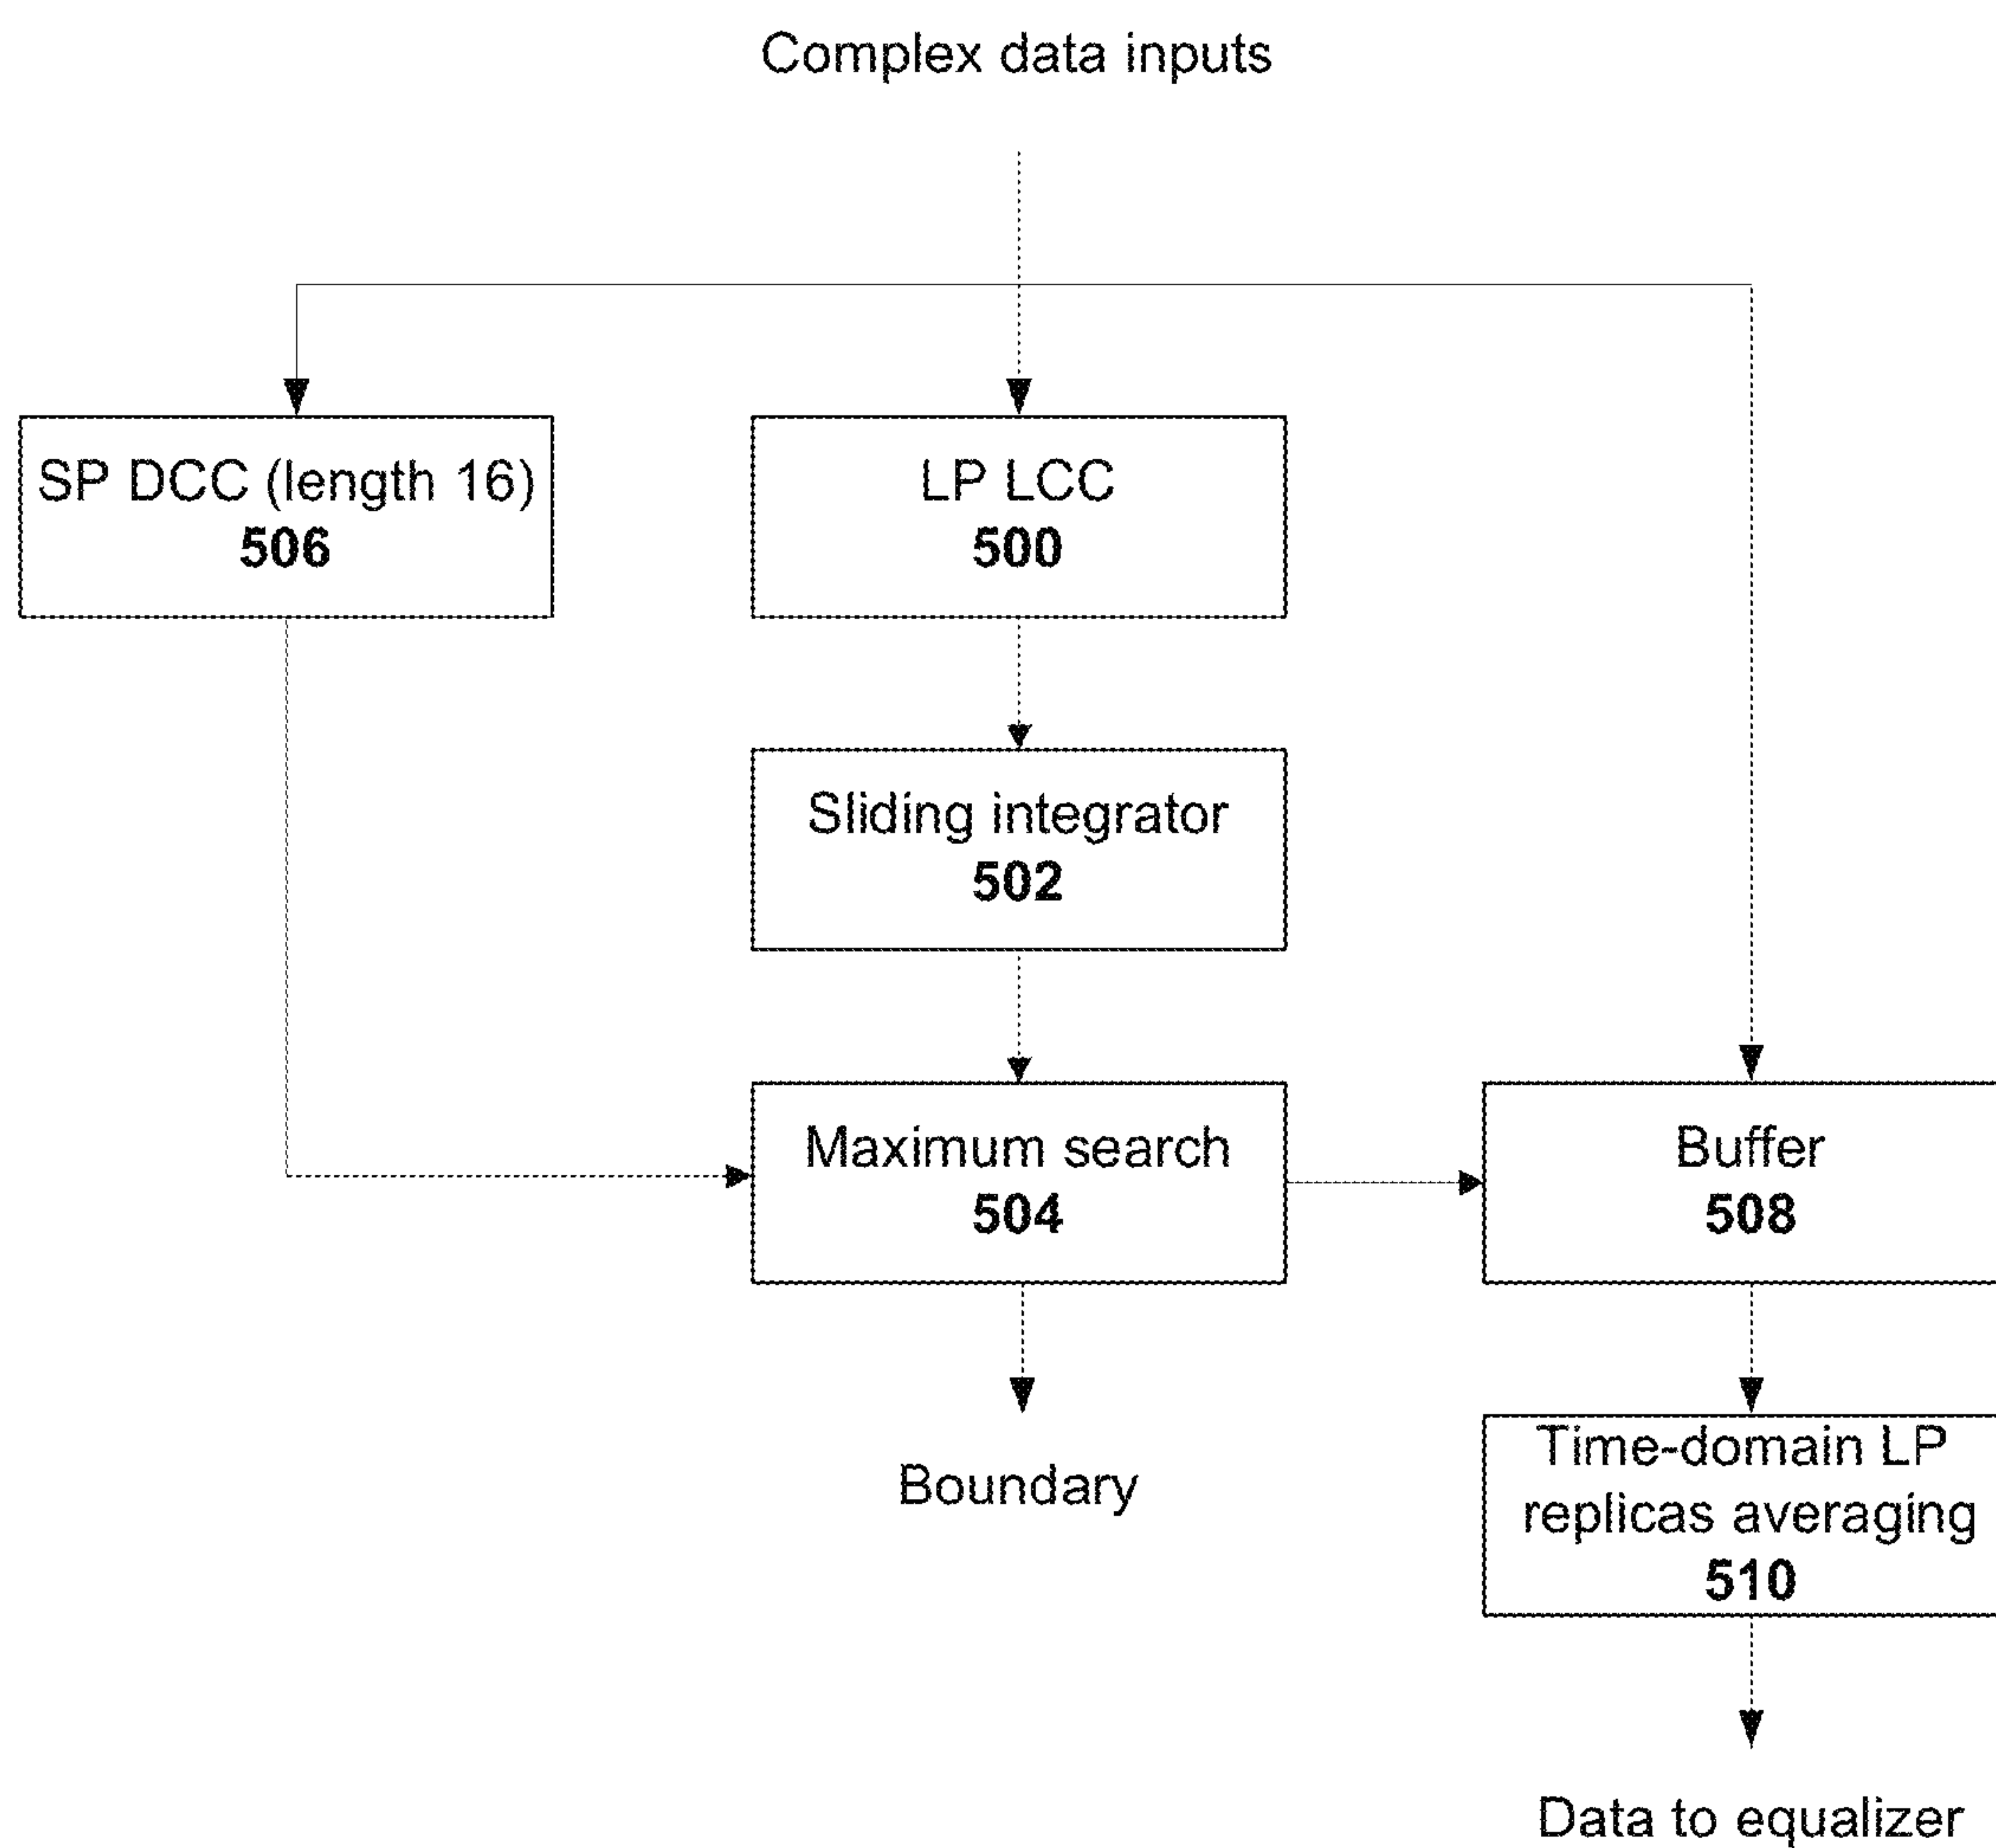 Complex data inputs
SP DCC (length 16)
506
LP LCC
500
Sliding integrator
502
Maximum search
504
Buffer
508
Boundary
Time-domain LP
replicas averaging
510
Data to equalizer